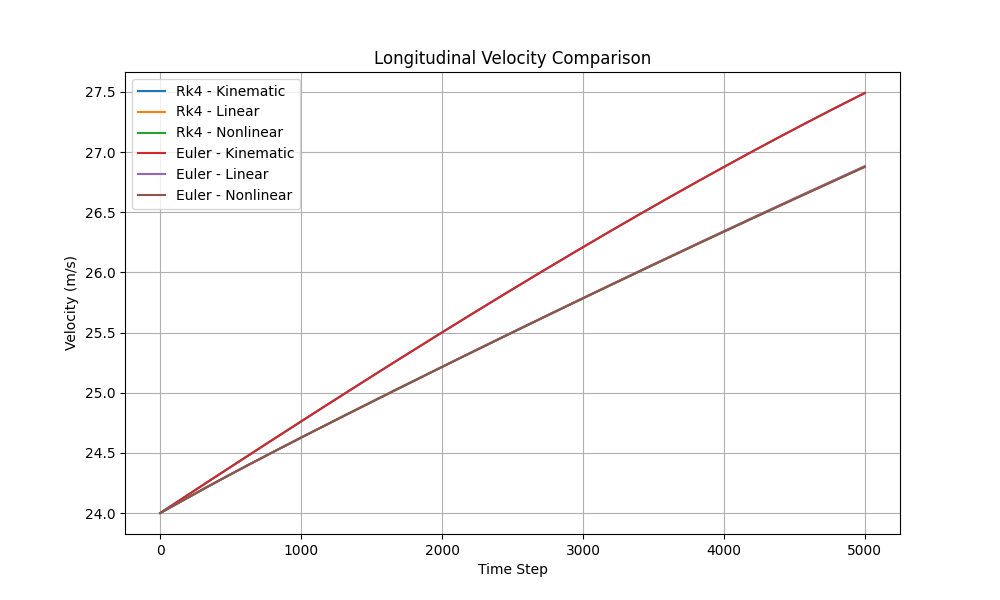 Longitudinal Velocity Comparison
Rk4 - Kinematic
Rk4 - Linear
Rk4 - Nonlinear
Euler - Kinematic
Euler - Linear
Euler - Nonlinear
Velocity (m/s)
27.5
27.0
26.5
26.0
25.5
25.0
24.5
24.0
0 1000 2000 3000 4000 5000
Time Step